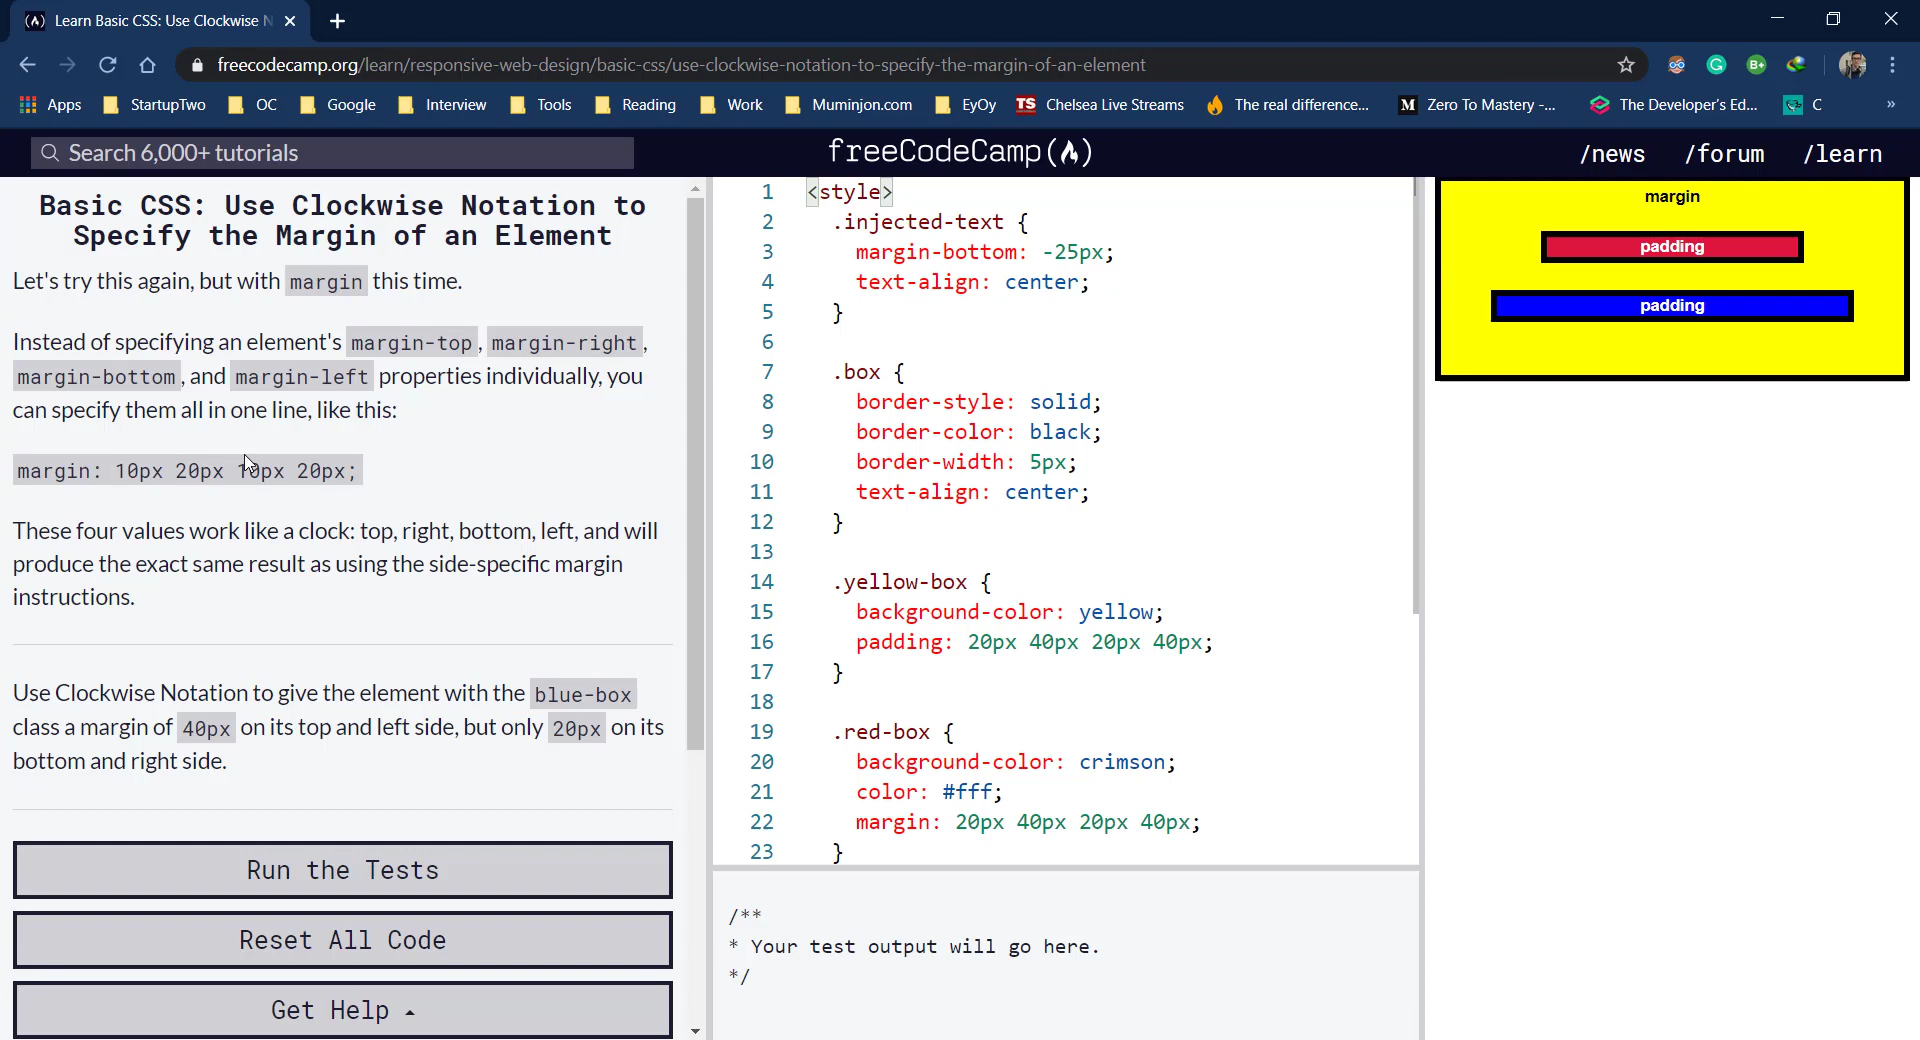 Learn Basic CSS: Use Clockwise N
freecodecamp.org/learn/responsive-web-design/basic-css/use-clockwise-notation-to-specify-the-margin-of-an-element
Apps StartupTwo OC Google Interview Tools Reading Work Muminjon.com EyOy TS Chelsea Live Streams The real difference... M Zero To Mastery -... The Developer's Ed... C »
Search 6,000+ tutorials
freeCodeCamp
/news /forum /learn
Basic CSS: Use Clockwise Notation to
Specify the Margin of an Element
Let's try this again, but with margin this time.
Instead of specifying an element's margin-top, margin-right,
margin-bottom, and margin-left properties individually, you
can specify them all in one line, like this:
margin: 10px 20px 10px 20px;
These four values work like a clock: top, right, bottom, left, and will
produce the exact same result as using the side-specific margin
instructions.
Use Clockwise Notation to give the element with the blue-box
class a margin of 40px on its top and left side, but only 20px on its
bottom and right side.
Run the Tests
Reset All Code
Get Help
1 <style>
2 .injected-text {
3 margin-bottom: -25px;
4 text-align: center;
5 }
6
7 .box {
8 border-style: solid;
9 border-color: black;
10 border-width: 5px;
11 text-align: center;
12 }
13
14 .yellow-box {
15 background-color: yellow;
16 padding: 20px 40px 20px 40px;
17 }
18
19 .red-box {
20 background-color: crimson;
21 color: #fff;
22 margin: 20px 40px 20px 40px;
23 }
/**
* Your test output will go here.
*/
margin
padding
padding